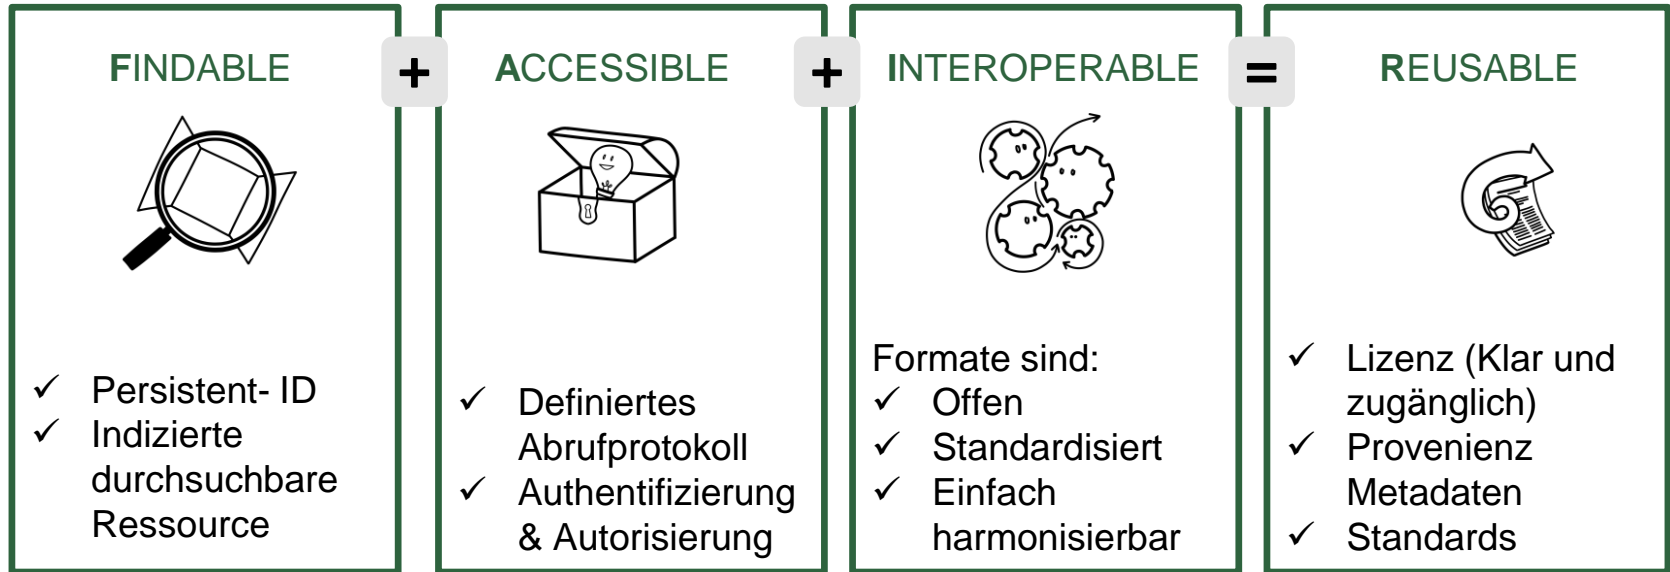 FINDABLE
+
ACCESSIBLE
+
INTEROPERABLE
=
REUSABLE
✓ Persistent- ID
✓ Indizierte
durchsuchbare
Ressource
✓ Definiertes
Abrufprotokoll
✓ Authentifizierung
& Autorisierung
Formate sind:
✓ Offen
✓ Standardisiert
✓ Einfach
harmonisierbar
✓ Lizenz (Klar und
zugänglich)
✓ Provenienz
Metadaten
✓ Standards